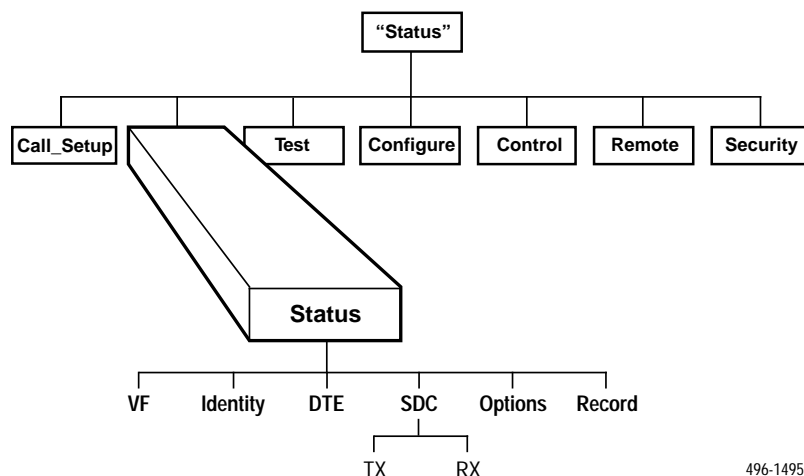 “Status”
Call_Setup
Test
Configure
Control
Remote
Security
Status
VF
Identity
DTE
SDC
Options
Record
TX
RX
496-1495